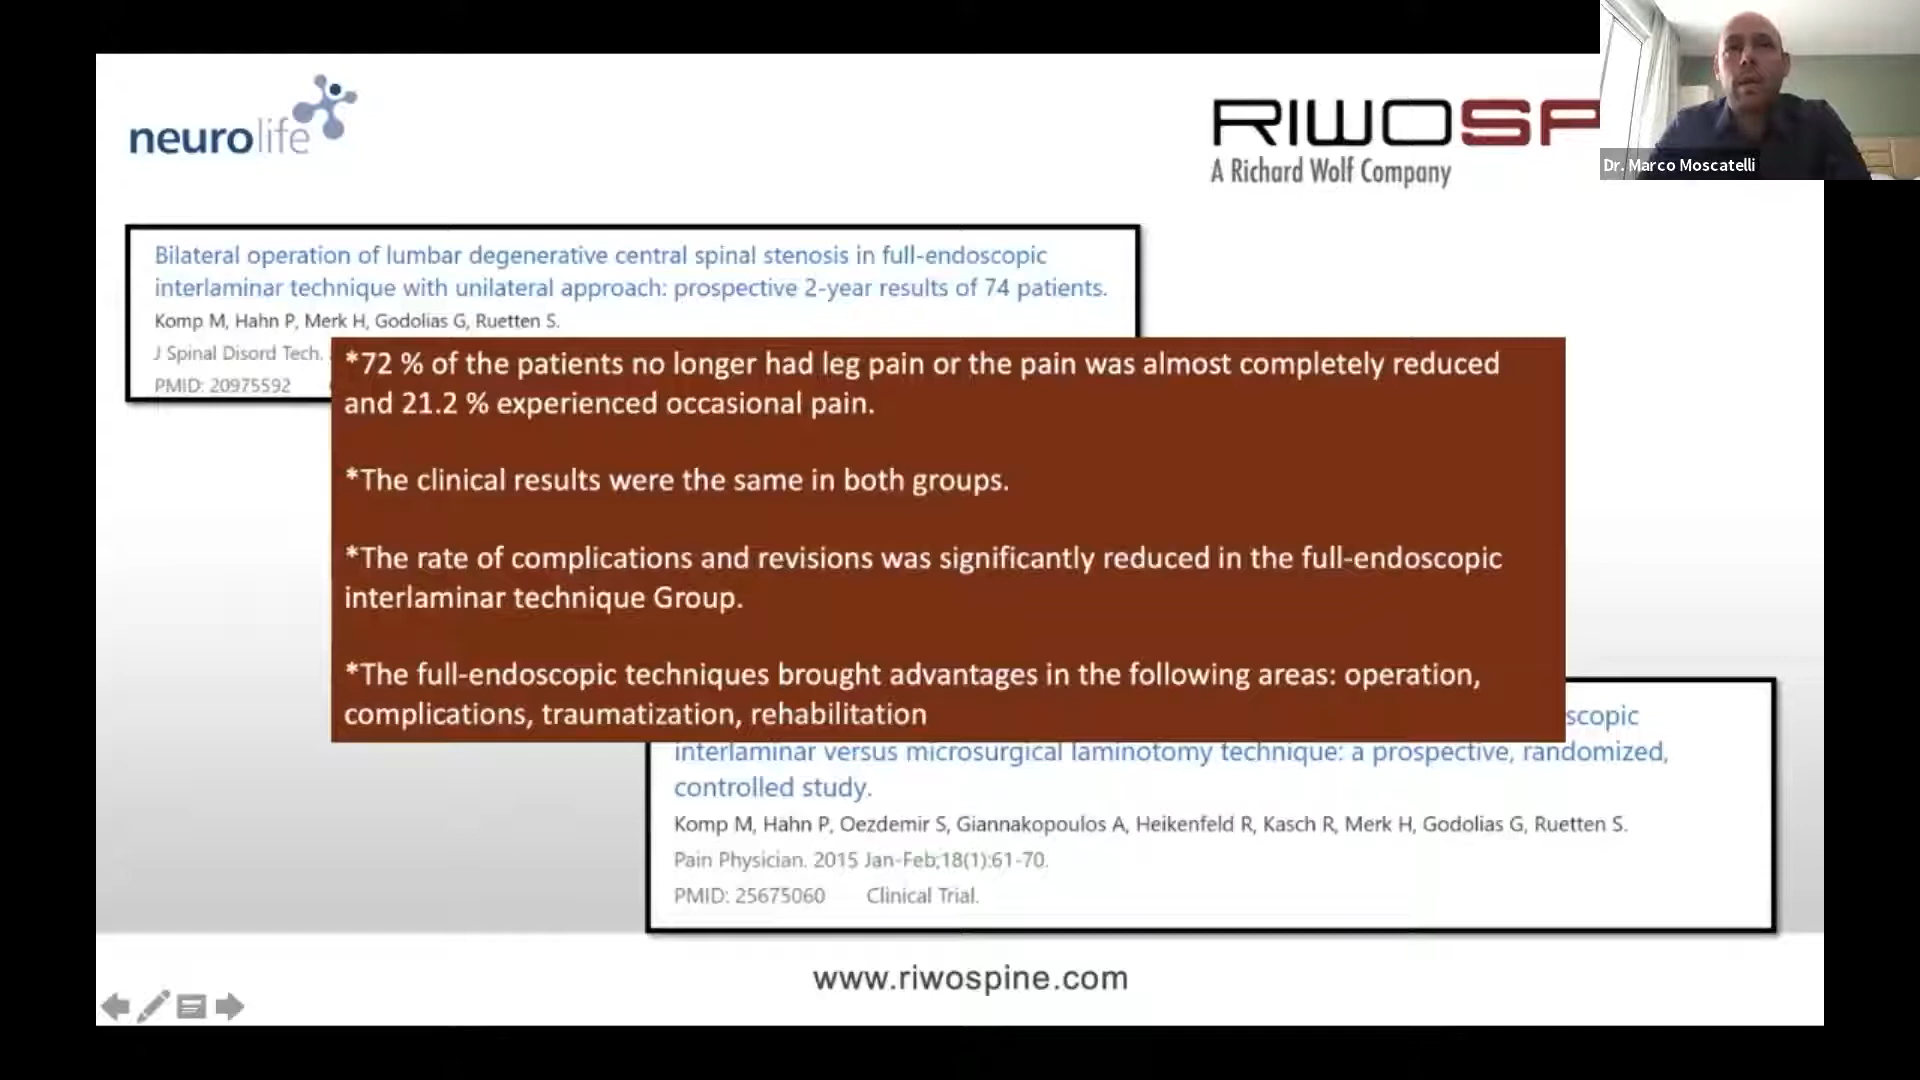 neurolife
RIWOSP
A Richard Wolf Company
Dr. Marco Moscatelli
Bilateral operation of lumbar degenerative central spinal stenosis in full-endoscopic
interlaminar technique with unilateral approach: prospective 2-year results of 74 patients.
Komp M, Hahn P, Merk H, Godolias G, Ruetten S.
J Spinal Disord Tech.
PMID: 20975592
*72 % of the patients no longer had leg pain or the pain was almost completely reduced
and 21.2 % experienced occasional pain.
*The clinical results were the same in both groups.
*The rate of complications and revisions was significantly reduced in the full-endoscopic
interlaminar technique Group.
*The full-endoscopic techniques brought advantages in the following areas: operation,
complications, traumatization, rehabilitation
scopic
interlaminar versus microsurgical laminotomy technique: a prospective, randomized,
controlled study.
Komp M, Hahn P, Oezdemir S, Giannakopoulos A, Heikenfeld R, Kasch R, Merk H, Godolias G, Ruetten S.
Pain Physician. 2015 Jan-Feb;18(1):61-70.
PMID: 25675060 Clinical Trial.
www.riwospine.com